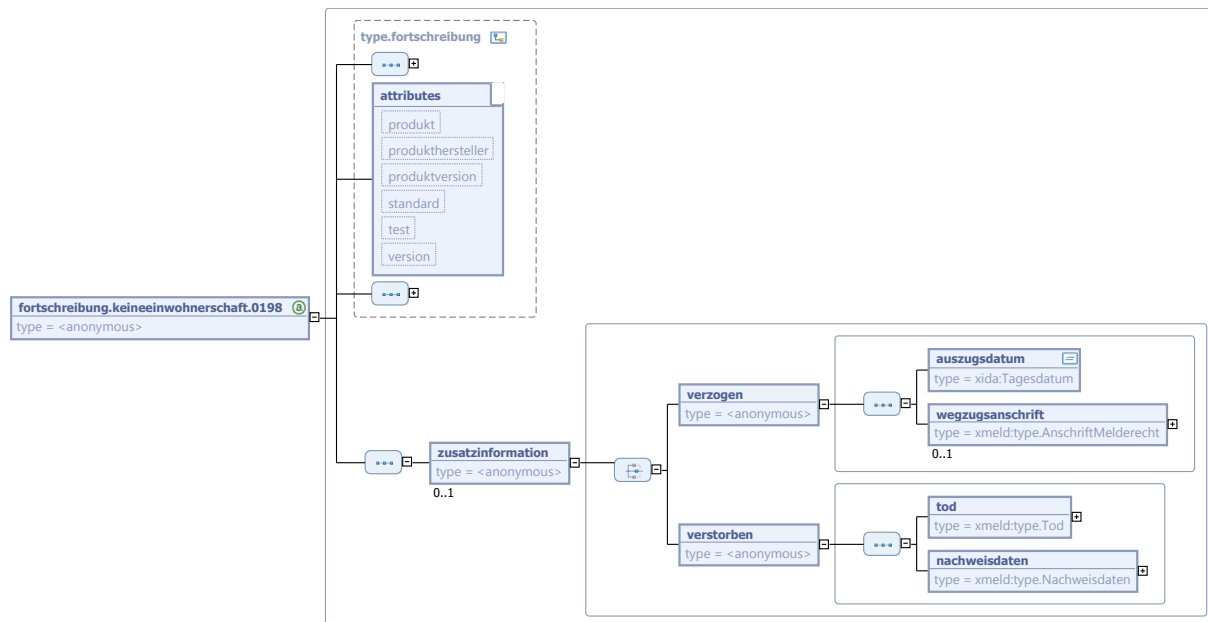 type.fortschreibung
attributes
produkt
produkthersteller
produktversion
standard
test
version
fortschreibung.keineeinwohnerschaft.0198
type = <anonymous>
zusatzinformation
type = <anonymous>
0..1
verzogen
type = <anonymous>
auszugsdatum
type = xida:Tagesdatum
wegzugsanschrift
type = xmeld:type.AnschriftMelderecht
0..1
verstorben
type = <anonymous>
tod
type = xmeld:type.Tod
nachweisdaten
type = xmeld:type.Nachweisdaten